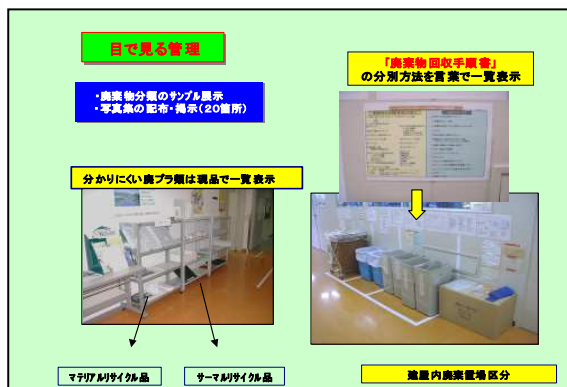 目で見る管理
「廃棄物回収手順書」
の分別方法を言葉で一覧表示
・廃棄物分類のサンプル展示
・写真集の配布・掲示(20箇所)
分かりにくい廃プラ類は現品で一覧表示
マテリアルリサイクル品
サーマルリサイクル品
建屋内廃棄置場区分